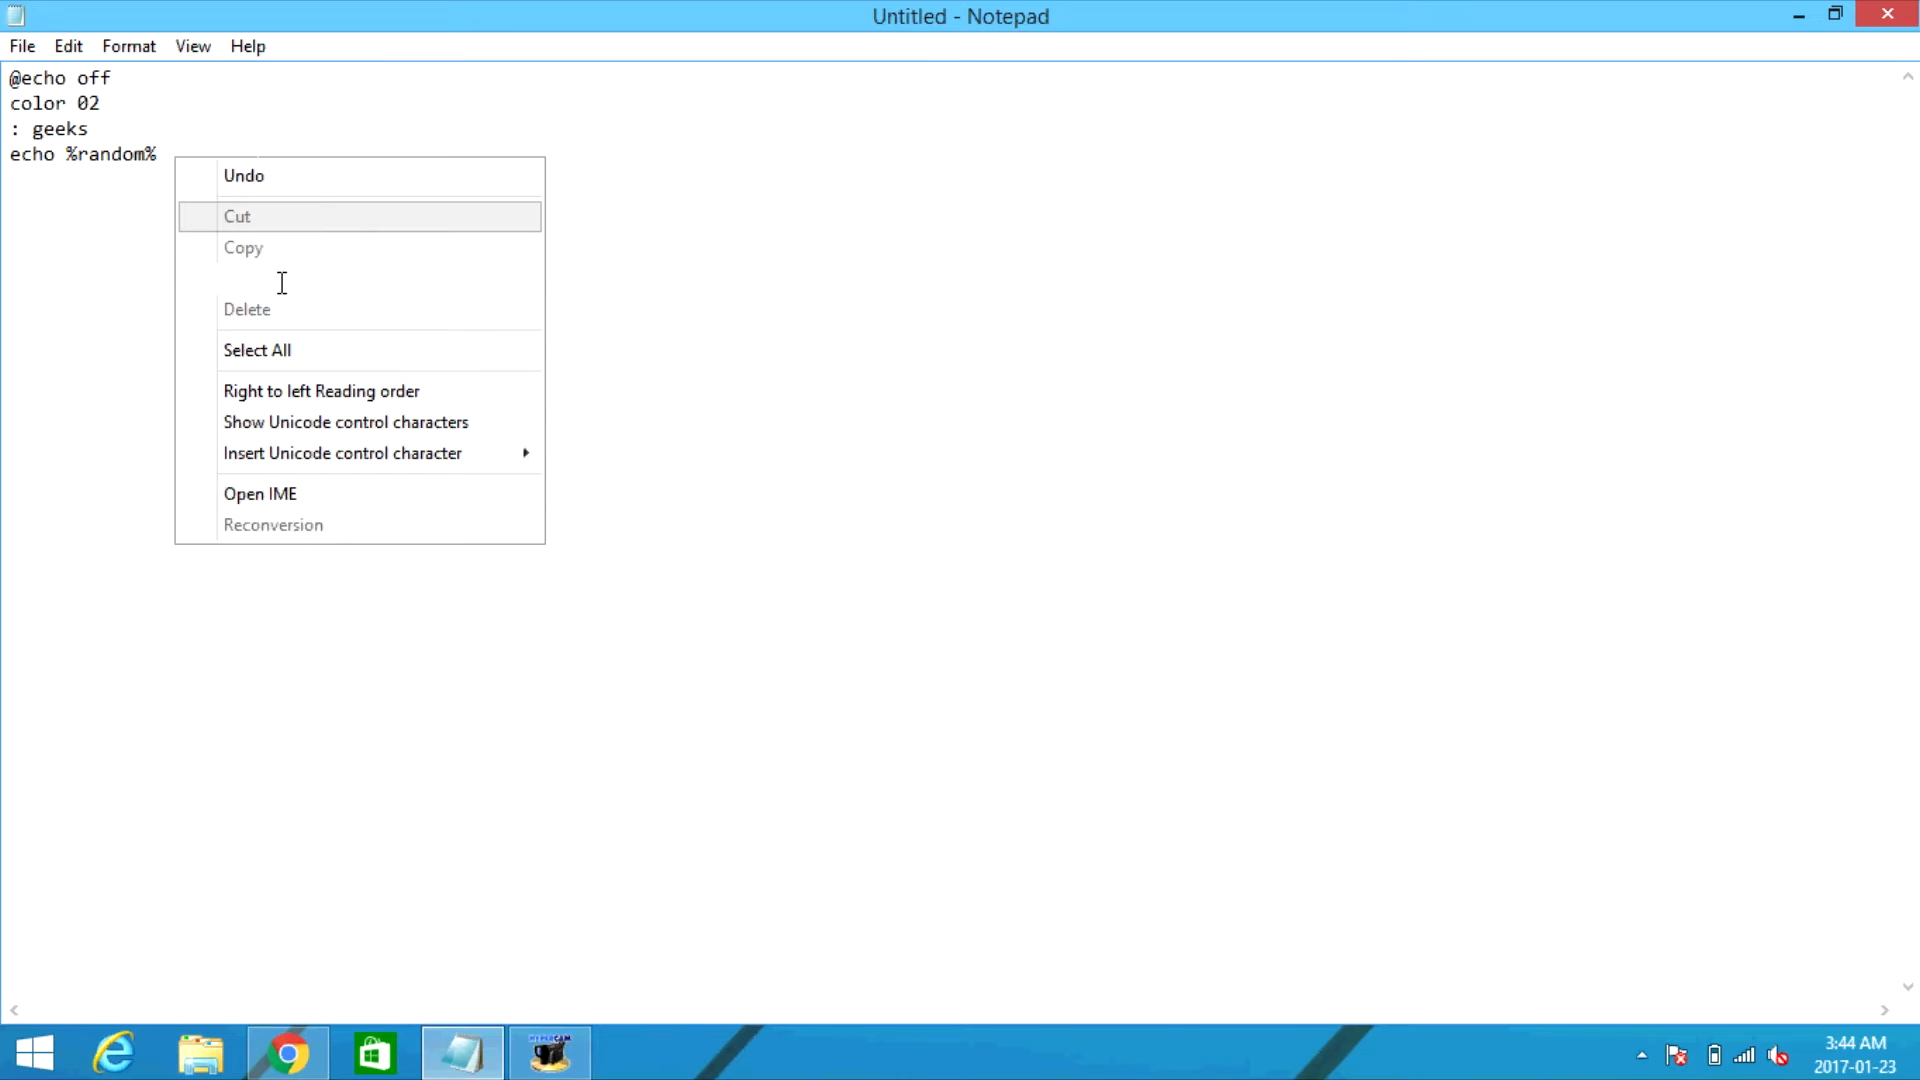 Untitled - Notepad
File Edit Format View Help
@echo off
color 02
: geeks
echo %random%
Undo
Cut
Copy
Delete
Select All
Right to left Reading order
Show Unicode control characters
Insert Unicode control character
Open IME
Reconversion
HYPERCAM
3:44 AM
2017-01-23